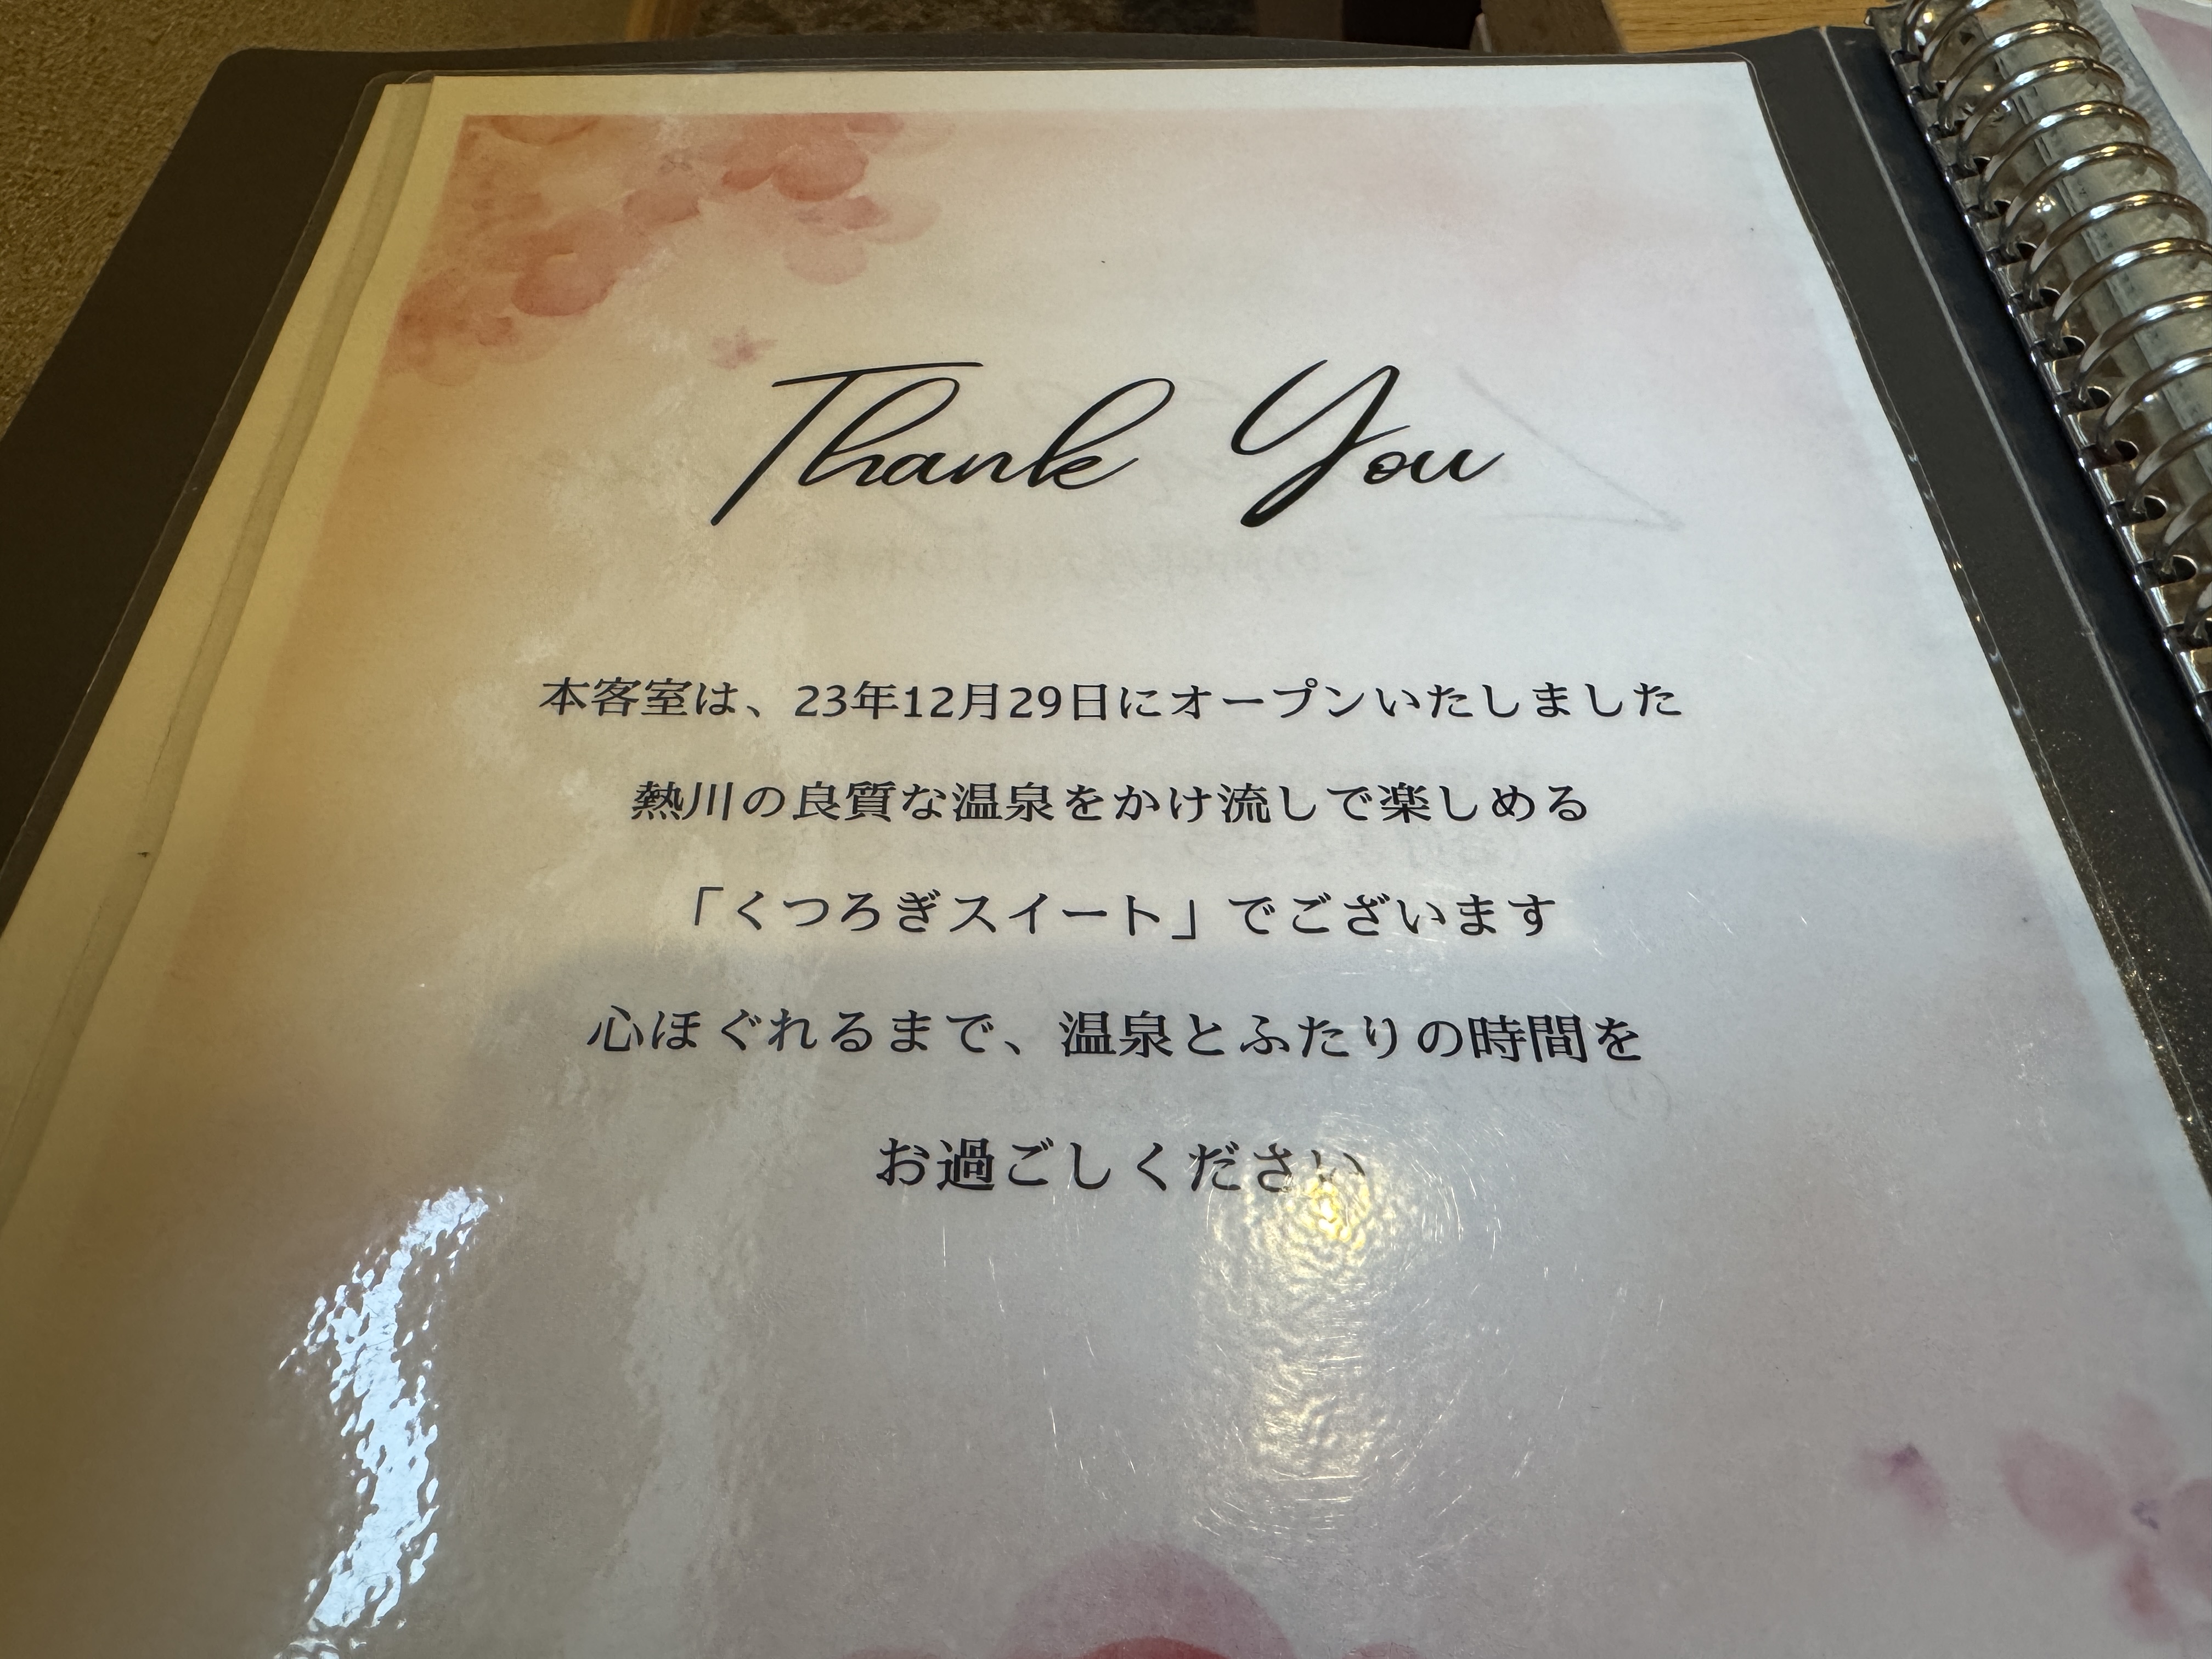 Thank You
本客室は、23年12月29日にオープンいたしました
熱川の良質な温泉をかけ流しで楽しめる
「くつろぎスイート」でございます
心ほぐれるまで、温泉とふたりの時間を
お過ごしください